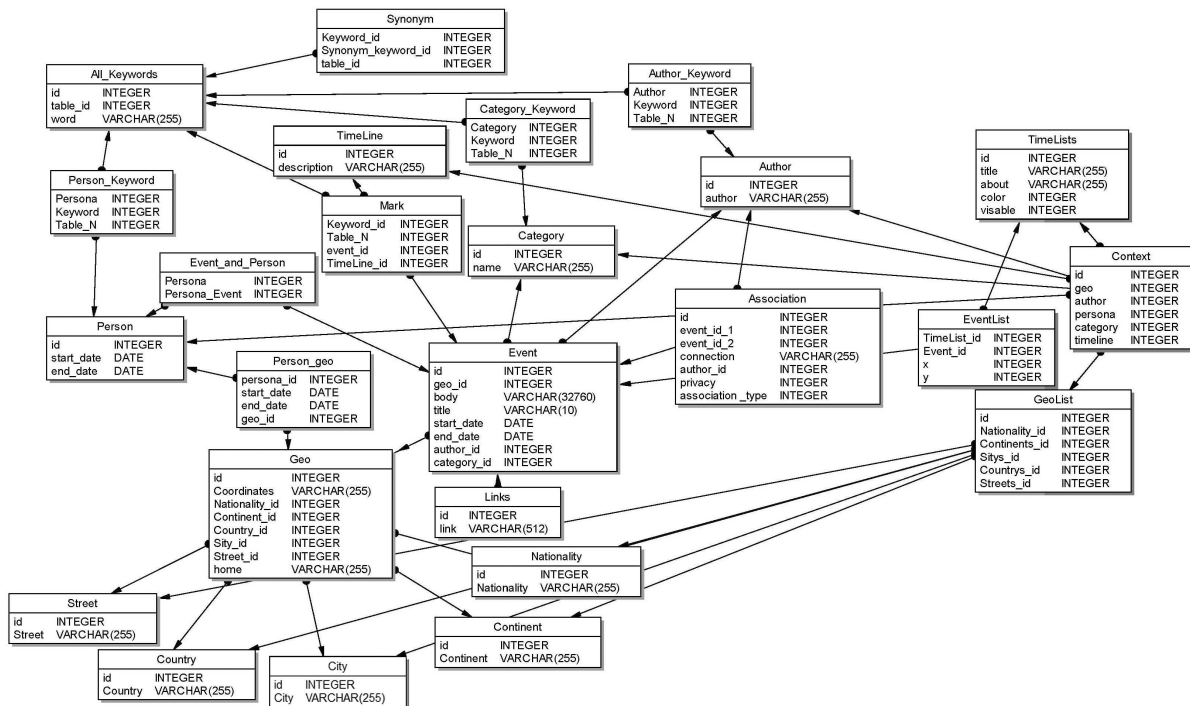 Synonym
Keyword_id INTEGER
Synonym_keyword_id INTEGER
table_id INTEGER
All_Keywords
id INTEGER
table_id INTEGER
word VARCHAR(255)
Author_Keyword
Author INTEGER
Keyword INTEGER
Table_N INTEGER
Category_Keyword
Category INTEGER
Keyword INTEGER
Table_N INTEGER
TimeLine
id INTEGER
description VARCHAR(255)
TimeLists
id INTEGER
title VARCHAR(255)
about VARCHAR(255)
color INTEGER
visable INTEGER
Person_Keyword
Persona INTEGER
Keyword INTEGER
Table_N INTEGER
Author
id INTEGER
author VARCHAR(255)
Mark
Keyword_id INTEGER
Table_N INTEGER
event_id INTEGER
TimeLine_id INTEGER
Category
id INTEGER
name VARCHAR(255)
Event_and_Person
Persona INTEGER
Persona_Event INTEGER
Context
id INTEGER
geo INTEGER
author INTEGER
persona INTEGER
category INTEGER
timeline INTEGER
Association
id INTEGER
event_id_1 INTEGER
event_id_2 INTEGER
connection VARCHAR(255)
author_id INTEGER
privacy INTEGER
association_type INTEGER
EventList
TimeList_id INTEGER
Event_id INTEGER
x INTEGER
y INTEGER
Person
id INTEGER
start_date DATE
end_date DATE
Person_geo
persona_id INTEGER
start_date DATE
end_date DATE
geo_id INTEGER
Event
id INTEGER
geo_id INTEGER
body VARCHAR(32760)
title VARCHAR(10)
start_date DATE
end_date DATE
author_id INTEGER
category_id INTEGER
GeoList
id INTEGER
Nationality_id INTEGER
Continents_id INTEGER
Sitys_id INTEGER
Countrys_id INTEGER
Streets_id INTEGER
Geo
id INTEGER
Coordinates VARCHAR(255)
Nationality_id INTEGER
Continent_id INTEGER
Country_id INTEGER
Sity_id INTEGER
Street_id INTEGER
home VARCHAR(255)
Links
id INTEGER
link VARCHAR(512)
Nationality
id INTEGER
Nationality VARCHAR(255)
Street
id INTEGER
Street VARCHAR(255)
Continent
id INTEGER
Continent VARCHAR(255)
Country
id INTEGER
Country VARCHAR(255)
City
id INTEGER
City VARCHAR(255)